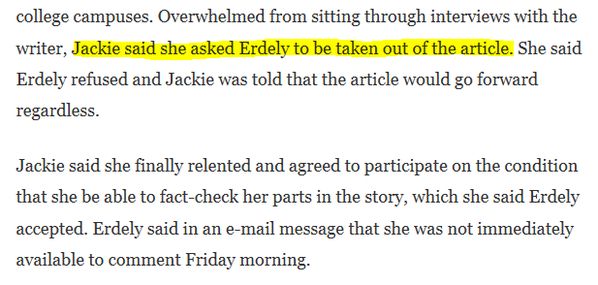 college campuses. Overwhelmed from sitting through interviews with the
writer, Jackie said she asked Erdely to be taken out of the article. She said
Erdely refused and Jackie was told that the article would go forward
regardless.
Jackie said she finally relented and agreed to participate on the condition
that she be able to fact-check her parts in the story, which she said Erdely
accepted. Erdely said in an e-mail message that she was not immediately
available to comment Friday morning.